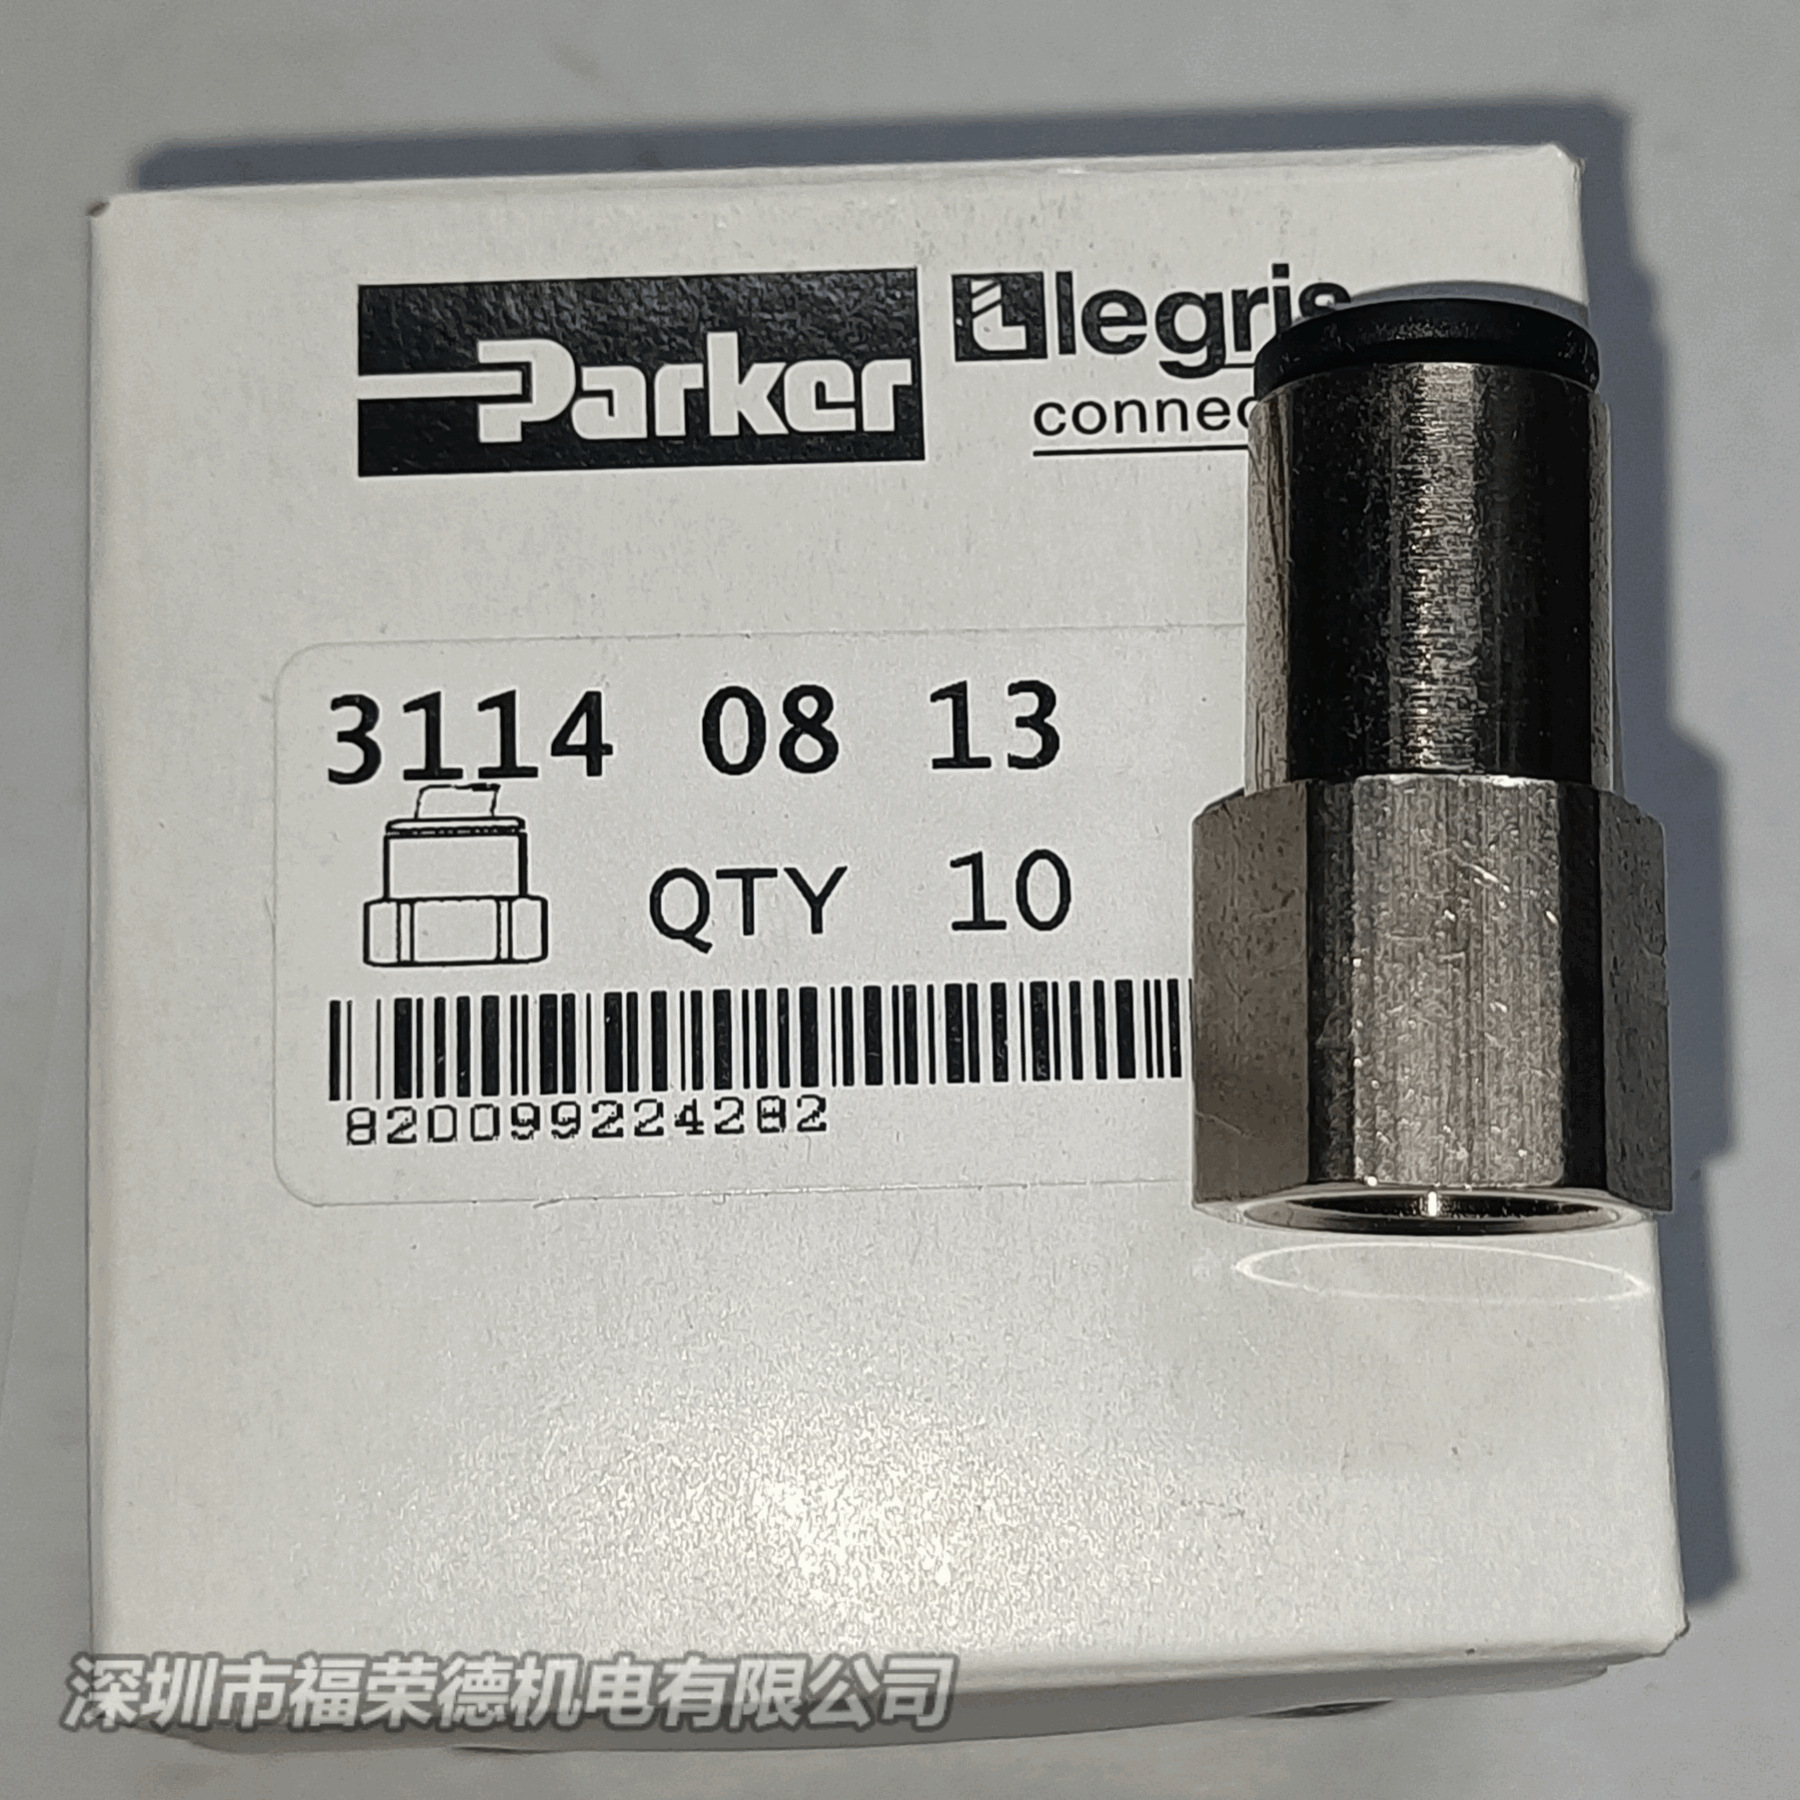 Parker
legris
connec
3114 08 13
QTY 10
820099224282
深圳市福荣德机电有限公司